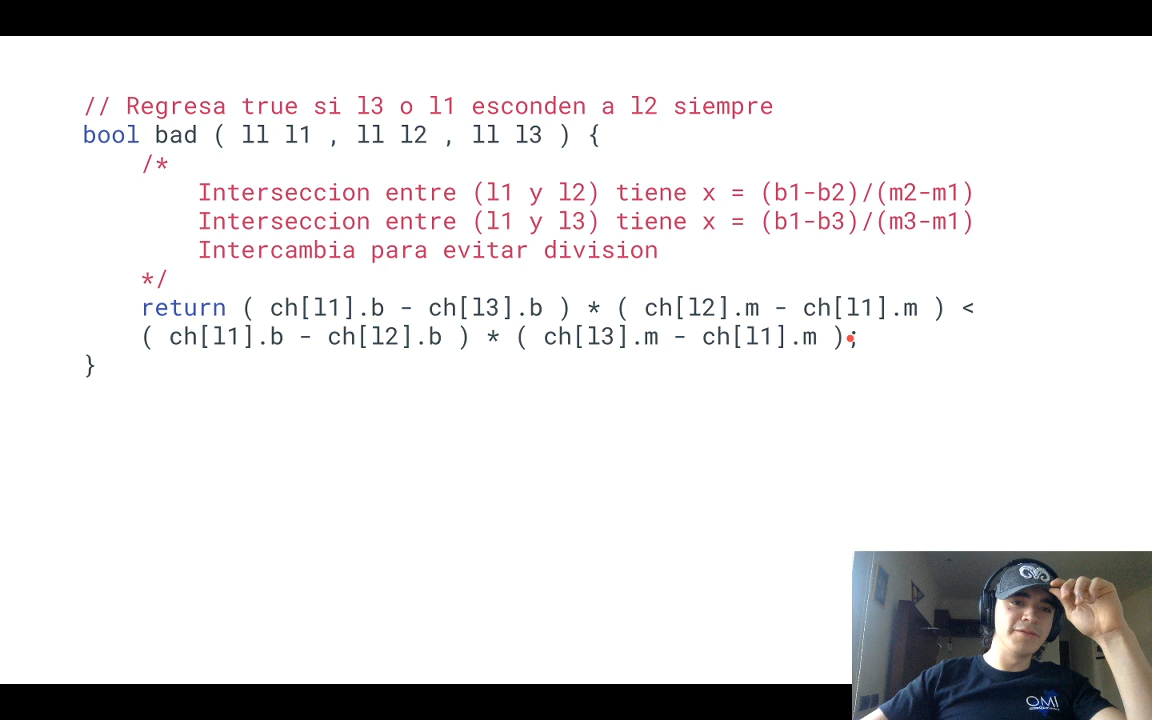 // Regresa true si l3 o l1 esconden a l2 siempre
bool bad ( ll l1 , ll l2 , ll l3 ) {
/*
Interseccion entre (l1 y l2) tiene x = (b1-b2)/(m2-m1)
Interseccion entre (l1 y l3) tiene x = (b1-b3)/(m3-m1)
Intercambia para evitar division
*/
return ( ch[l1].b - ch[l3].b ) * ( ch[l2].m - ch[l1].m ) <
( ch[l1].b - ch[l2].b ) * ( ch[l3].m - ch[l1].m );
}
OMI